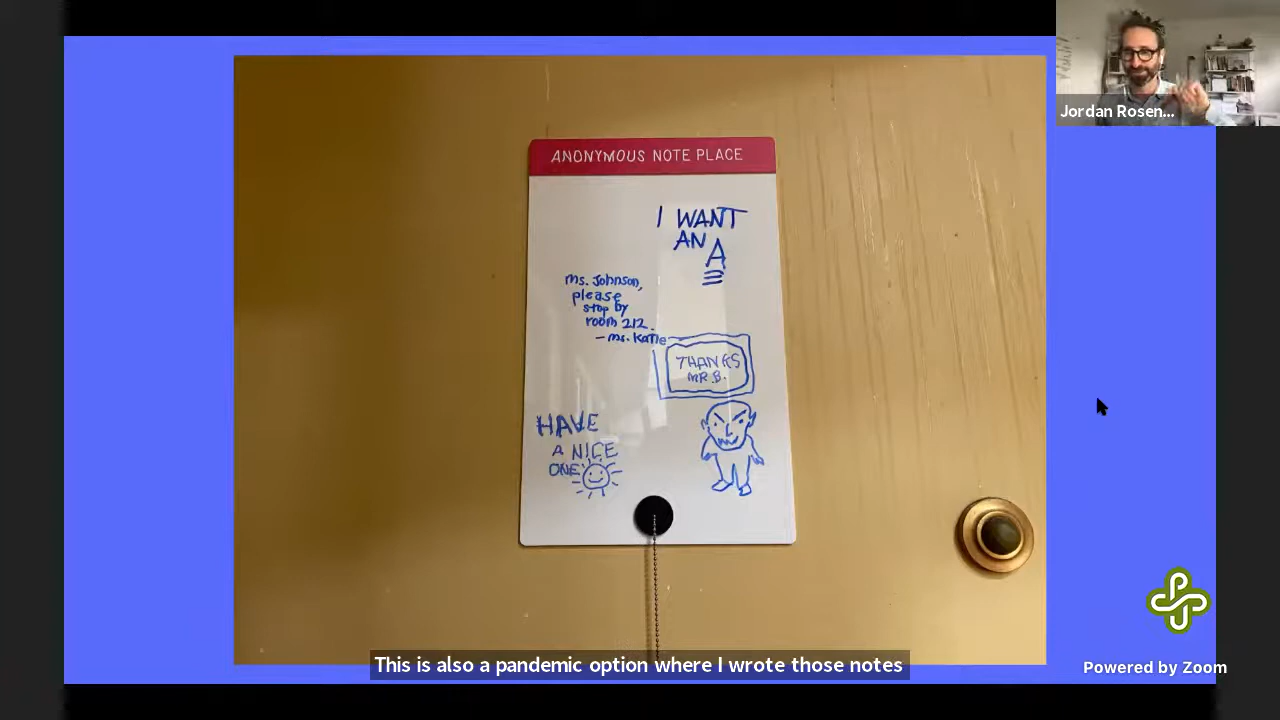 Jordan Rosen...
ANONYMOUS NOTE PLACE
I WANT
AN A
ms. Johnson,
please
stop by
room 212.
- ms. Katie
THANKS
MR. B.
HAVE
A NICE
ONE
This is also a pandemic option where I wrote those notes
Powered by Zoom